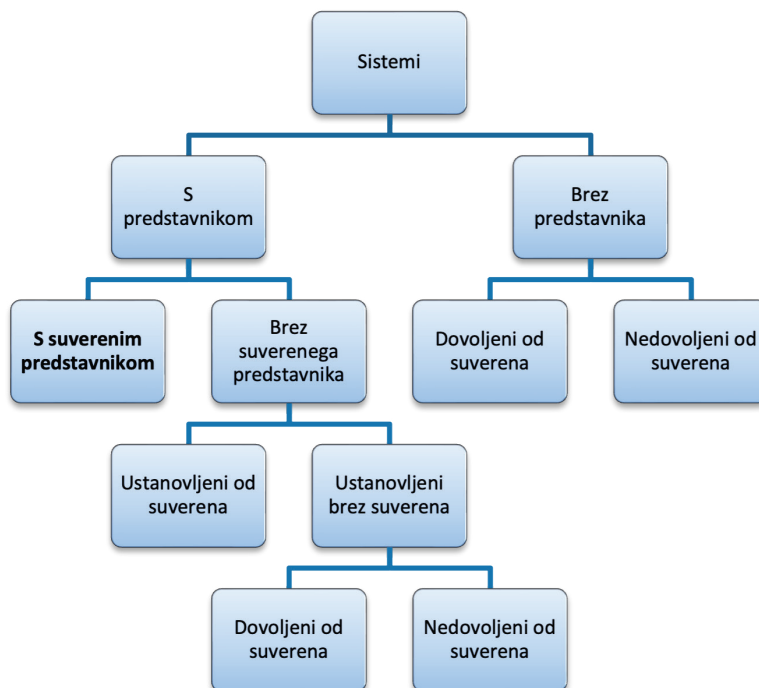 Sistemi
S
predstavnikom
Brez
predstavnika
S suverenim
predstavnikom
Brez
suverenega
predstavnika
Dovoljeni od
suverena
Nedovoljeni od
suverena
Ustanovljeni od
suverena
Ustanovljeni
brez suverena
Dovoljeni od
suverena
Nedovoljeni od
suverena